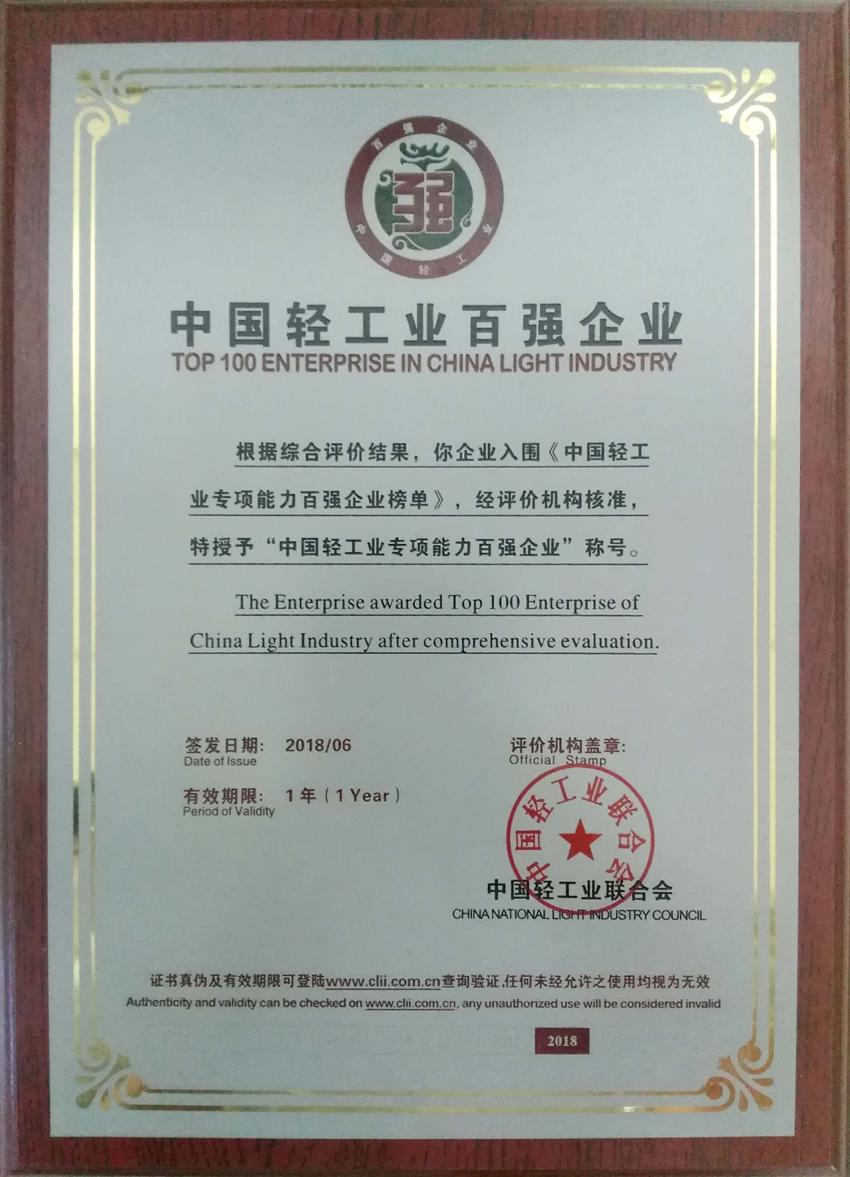 百强企业
强
中国轻工业
中国轻工业百强企业
TOP 100 ENTERPRISE IN CHINA LIGHT INDUSTRY
根据综合评价结果，你企业入围《中国轻工
业专项能力百强企业榜单》，经评价机构核准，
特授予“中国轻工业专项能力百强企业”称号。
The Enterprise awarded Top 100 Enterprise of
China Light Industry after comprehensive evaluation.
签发日期: 2018/06
Date of Issue
有效期限: 1 年 ( 1 Year )
Period of Validity
评价机构盖章:
Official Stamp
中国轻工业联合会
中国轻工业联合会
CHINA NATIONAL LIGHT INDUSTRY COUNCIL
证书真伪及有效期限可登陆www.clii.com.cn查询验证,任何未经允许之使用均视为无效
Authenticity and validity can be checked on www.clii.com.cn, any unauthorized use will be considered invalid
2018